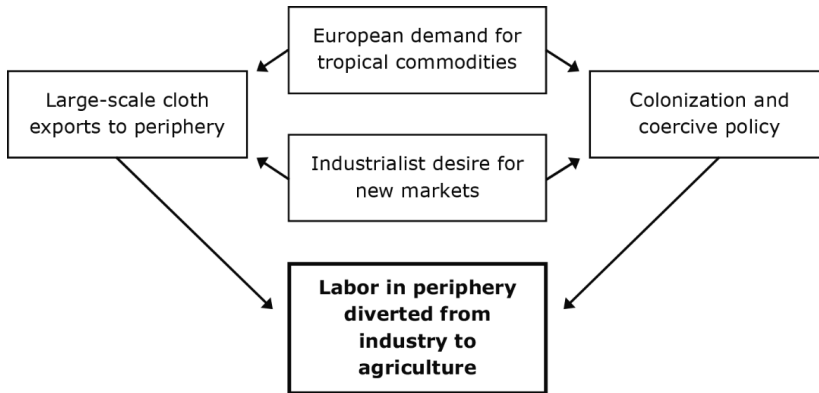 European demand for
tropical commodities
Large-scale cloth
exports to periphery
Colonization and
coercive policy
Industrialist desire for
new markets
Labor in periphery
diverted from
industry to
agriculture